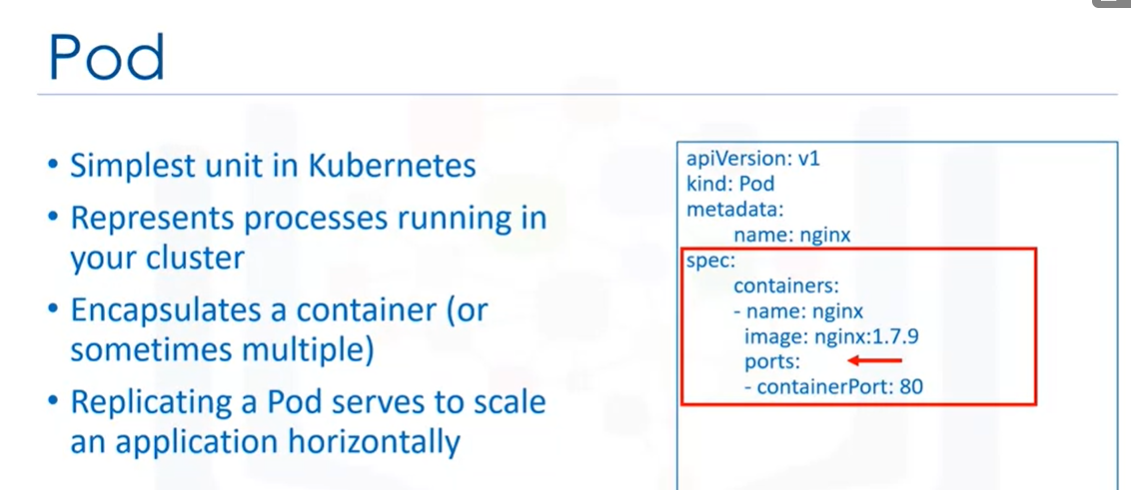 Pod
• Simplest unit in Kubernetes
• Represents processes running in
your cluster
• Encapsulates a container (or
sometimes multiple)
• Replicating a Pod serves to scale
an application horizontally
apiVersion: v1
kind: Pod
metadata:
name: nginx
spec:
containers:
- name: nginx
image: nginx:1.7.9
ports:
- containerPort: 80